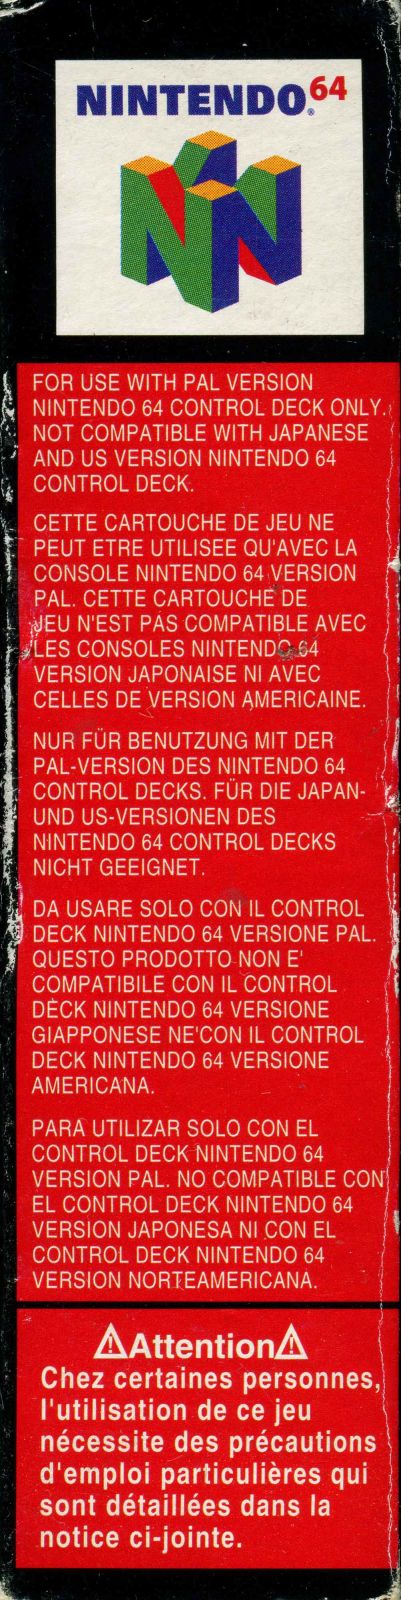 NINTENDO64
FOR USE WITH PAL VERSION
NINTENDO 64 CONTROL DECK ONLY.
NOT COMPATIBLE WITH JAPANESE
AND US VERSION NINTENDO 64
CONTROL DECK.
CETTE CARTOUCHE DE JEU NE
PEUT ETRE UTILISEE QU'AVEC LA
CONSOLE NINTENDO 64 VERSION
PAL. CETTE CARTOUCHE DE
JEU N'EST PAS COMPATIBLE AVEC
LES CONSOLES NINTENDO 64
VERSION JAPONAISE NI AVEC
CELLES DE VERSION AMERICAINE.
NUR FÜR BENUTZUNG MIT DER
PAL-VERSION DES NINTENDO 64
CONTROL DECKS. FÜR DIE JAPAN-
UND US-VERSIONEN DES
NINTENDO 64 CONTROL DECKS
NICHT GEEIGNET.
DA USARE SOLO CON IL CONTROL
DECK NINTENDO 64 VERSIONE PAL.
QUESTO PRODOTTO NON E'
COMPATIBILE CON IL CONTROL
DECK NINTENDO 64 VERSIONE
GIAPPONESE NE'CON IL CONTROL
DECK NINTENDO 64 VERSIONE
AMERICANA.
PARA UTILIZAR SOLO CON EL
CONTROL DECK NINTENDO 64
VERSION PAL. NO COMPATIBLE CON
EL CONTROL DECK NINTENDO 64
VERSION JAPONESA NI CON EL
CONTROL DECK NINTENDO 64
VERSION NORTEAMERICANA.
⚠Attention⚠
Chez certaines personnes,
l'utilisation de ce jeu
nécessite des précautions
d'emploi particulières qui
sont détaillées dans la
notice ci-jointe.